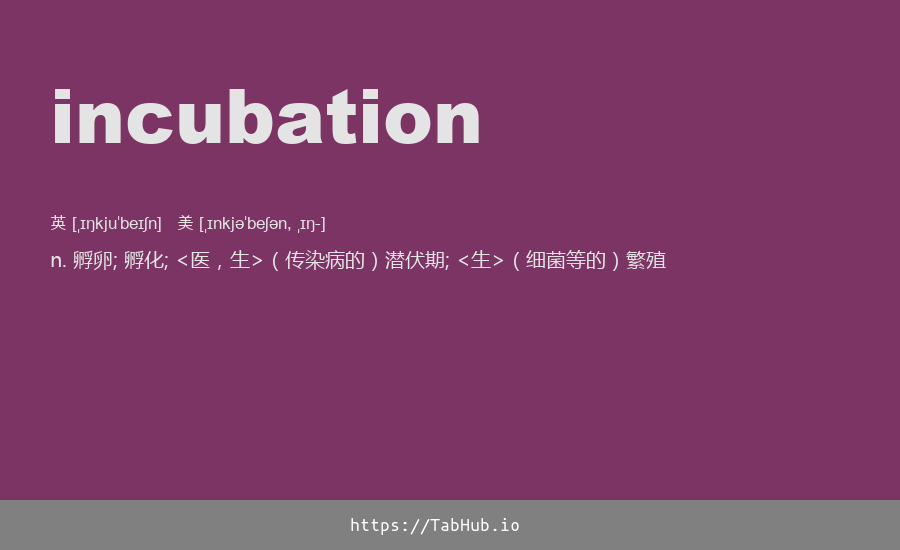 incubation
英 [ˌɪŋkjuˈbeɪʃn] 美 [ˌɪnkjəˈbeʃən, ˌɪŋ-]
n. 孵卵; 孵化; <医，生>（传染病的）潜伏期; <生>（细菌等的）繁殖
https://TabHub.io